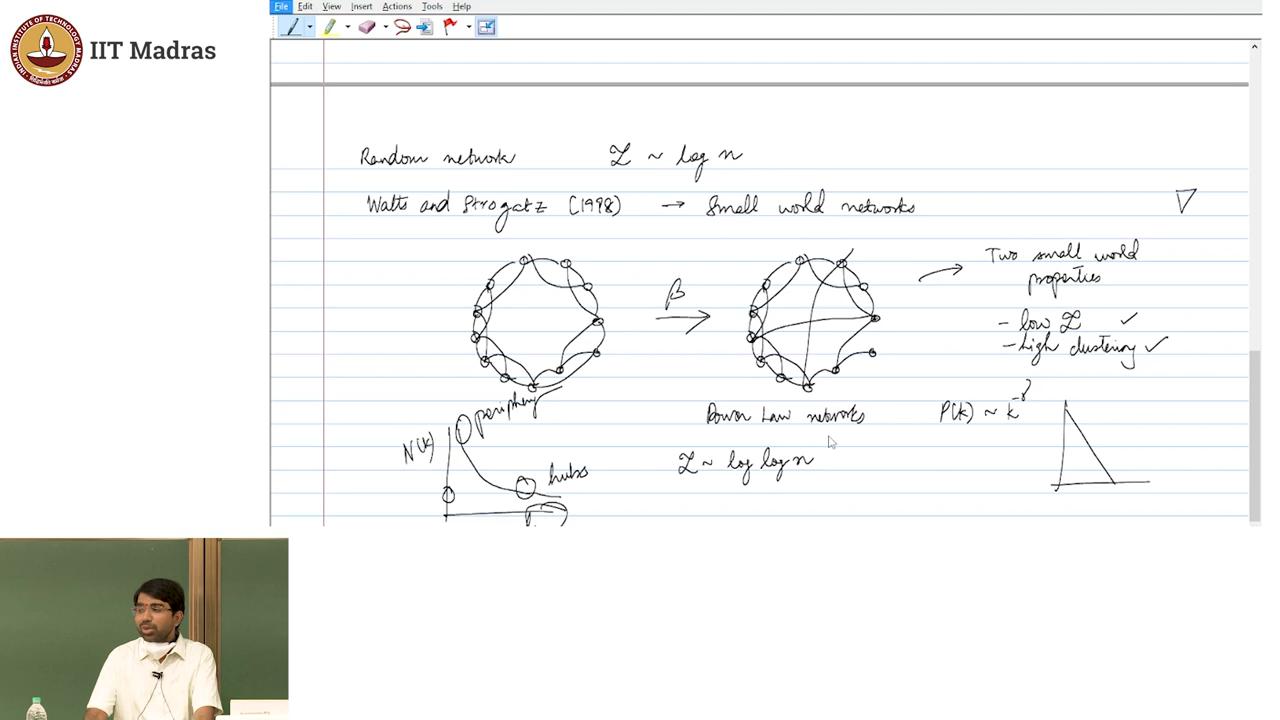 IIT Madras
File Edit View Insert Actions Tools Help
Random network L ~ log n
Watts and Strogatz (1998) → Small world networks
β
Two small world
properties
- low L ✓
- high clustering ✓
periphery
Power Law networks P(k) ~ k^-γ
N(k)
L ~ log log n
hubs